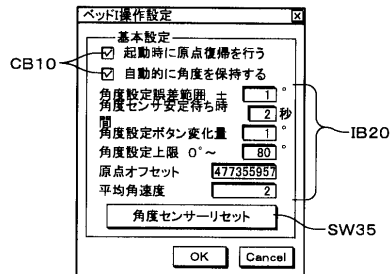 ベッドI操作設定
基本設定
CB10
☑ 起動時に原点復帰を行う
☑ 自動的に角度を保持する
角度設定誤差範囲 ± 1 °
角度センサ安定待ち時間 2 秒
角度設定ボタン変化量 1 °
角度設定上限 0°~ 80 °
原点オフセット 477355957
平均角速度 2
IB20
角度センサーリセット
SW35
OK Cancel